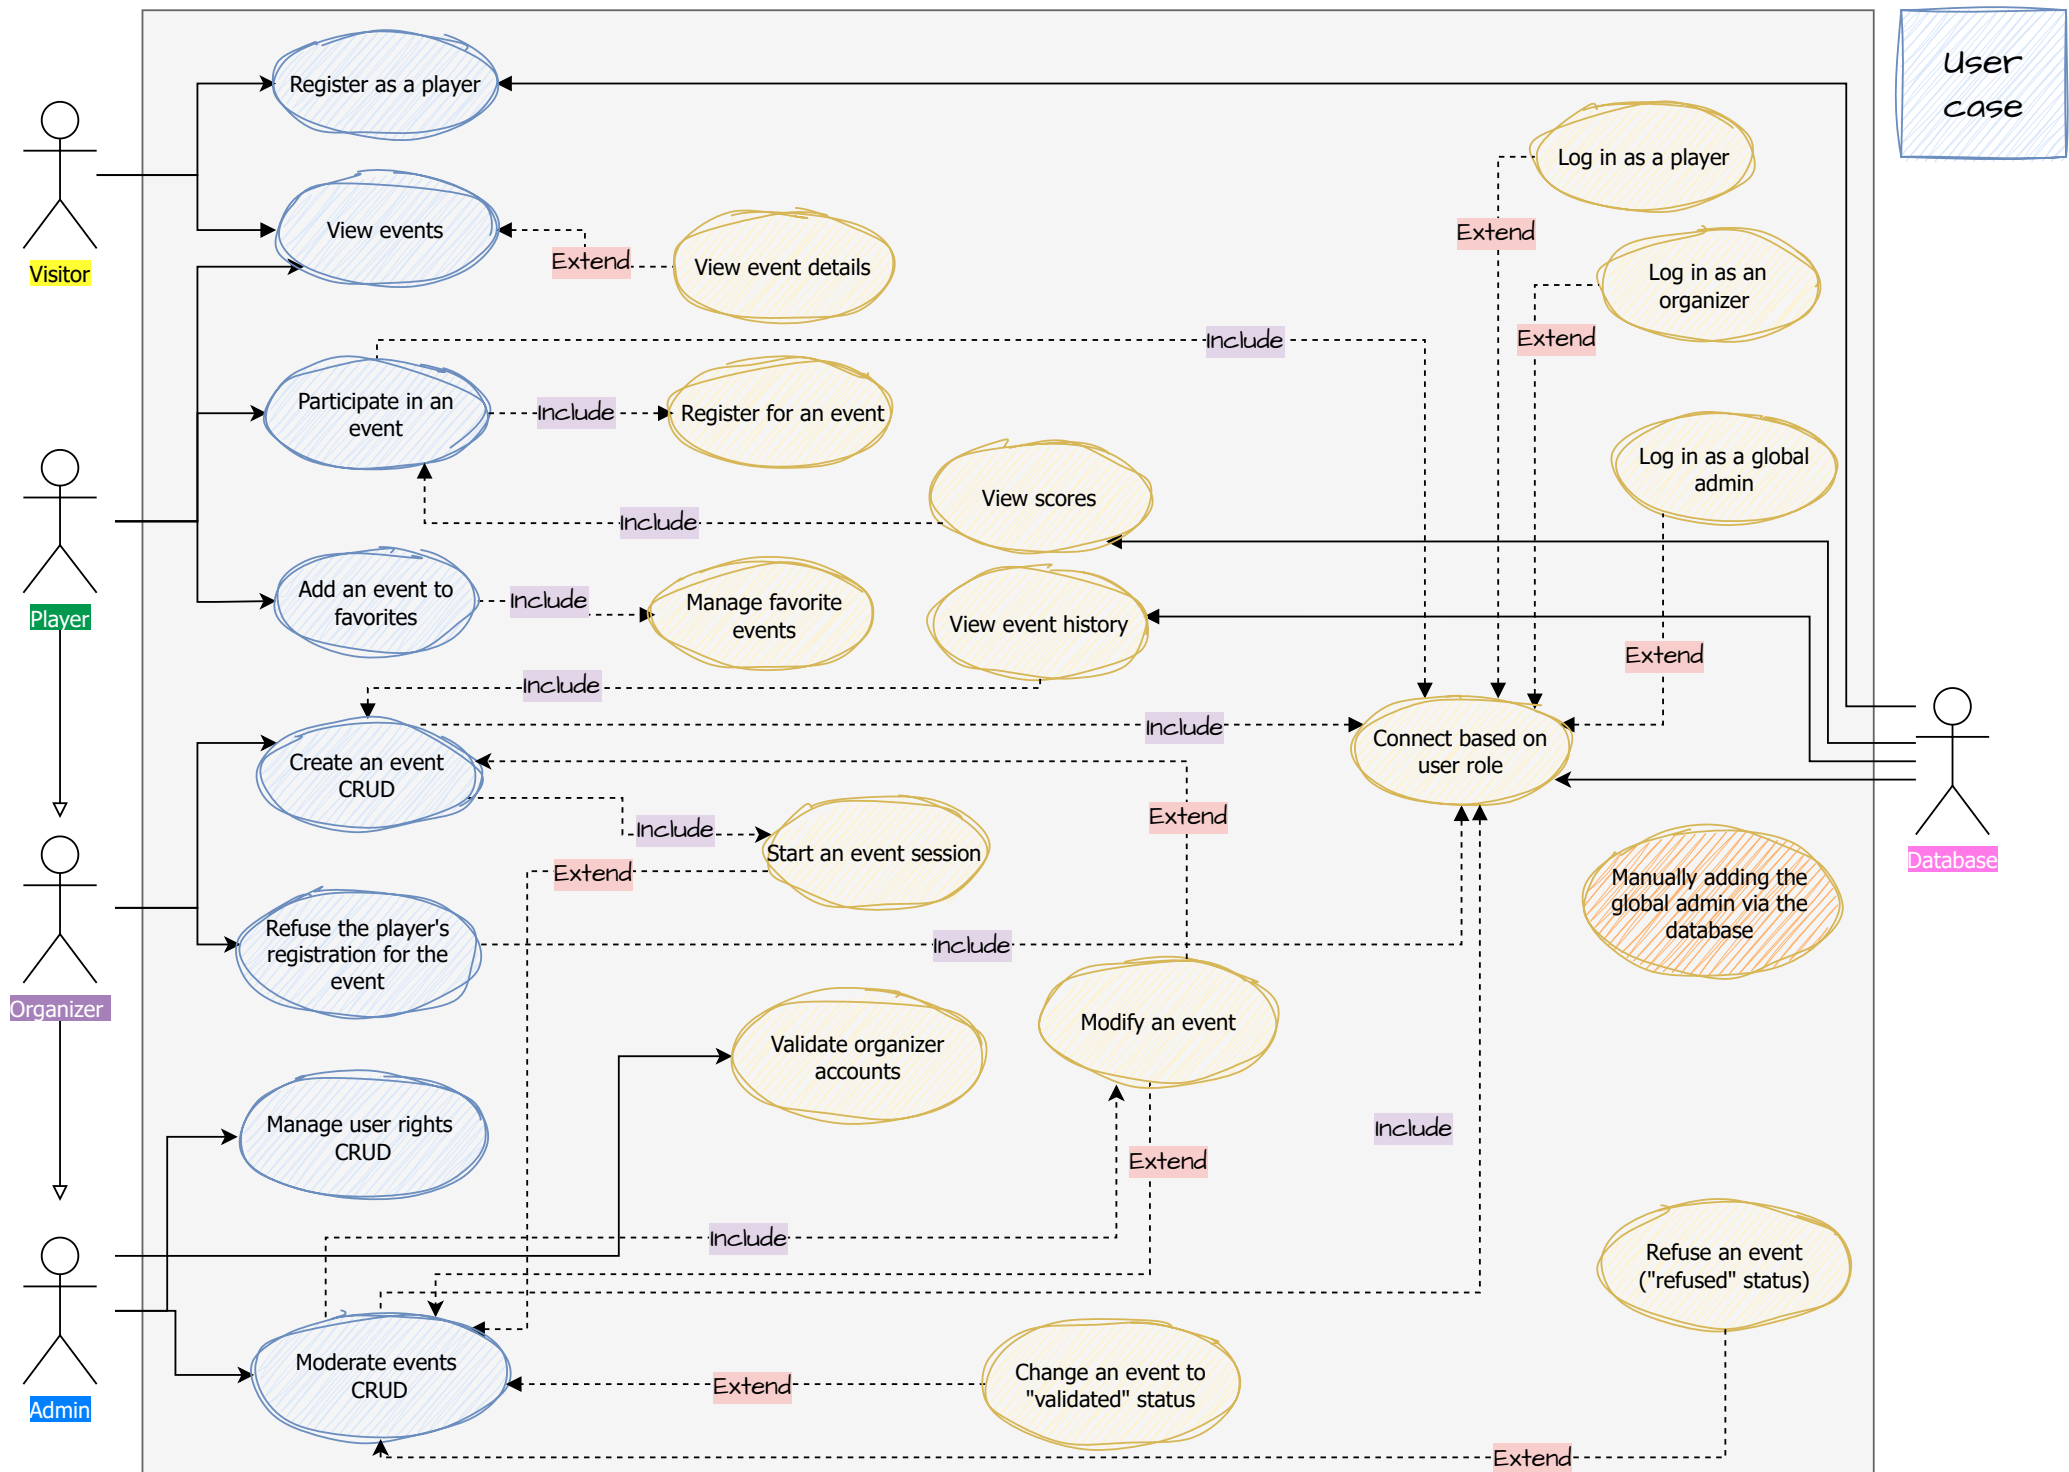 User
case
Register as a player
Log in as a player
View events
Extend
Extend
View event details
Visitor
Log in as an
organizer
Include
Extend
Participate in an
event
Include
Register for an event
Log in as a global
admin
View scores
Include
Player
Add an event to
favorites
Include
Manage favorite
events
View event history
Extend
Include
Include
Connect based on
user role
Create an event
CRUD
Extend
Include
Start an event session
Extend
Database
Manually adding the
global admin via the
database
Refuse the player's
registration for the
event
Include
Organizer
Modify an event
Validate organizer
accounts
Manage user rights
CRUD
Include
Extend
Include
Refuse an event
("refused" status)
Moderate events
CRUD
Extend
Change an event to
"validated" status
Admin
Extend